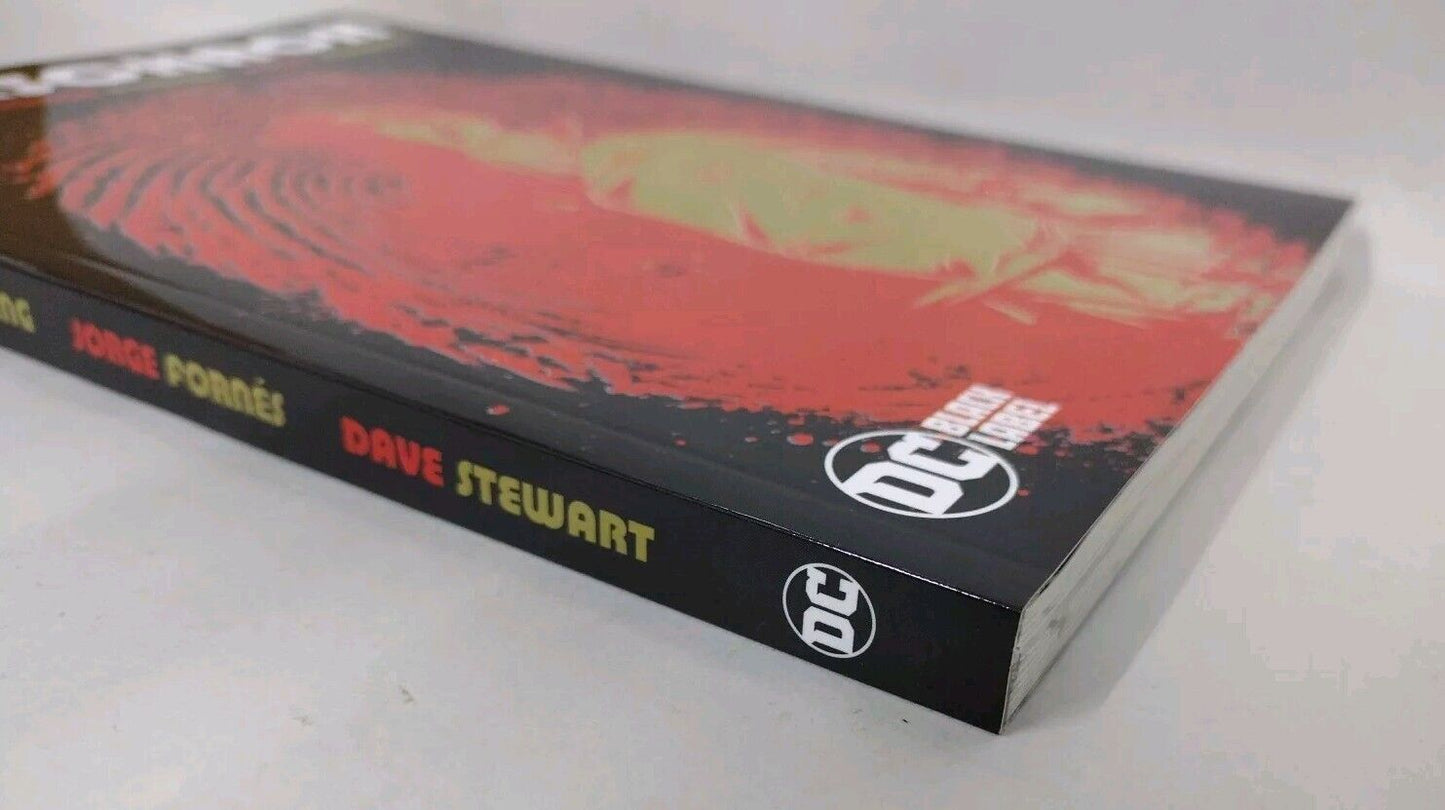 JORGE FORNÉS
DAVE STEWART
DC
DC
BLACK
LABEL